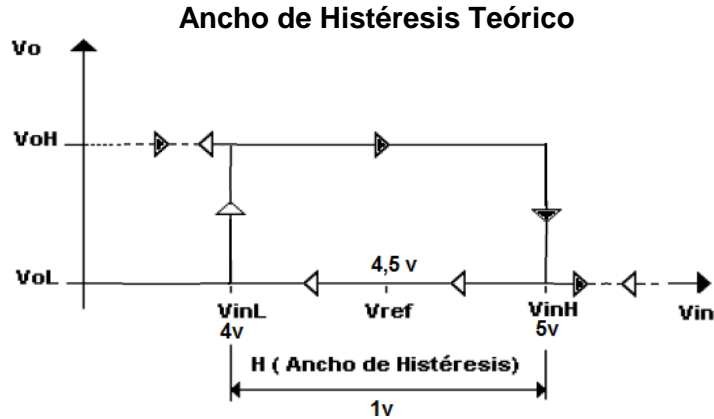 Ancho de Histéresis Teórico
Vo
VoH
4,5 v
VoL
VinL Vref VinH Vin
4v 5v
H ( Ancho de Histéresis)
1v